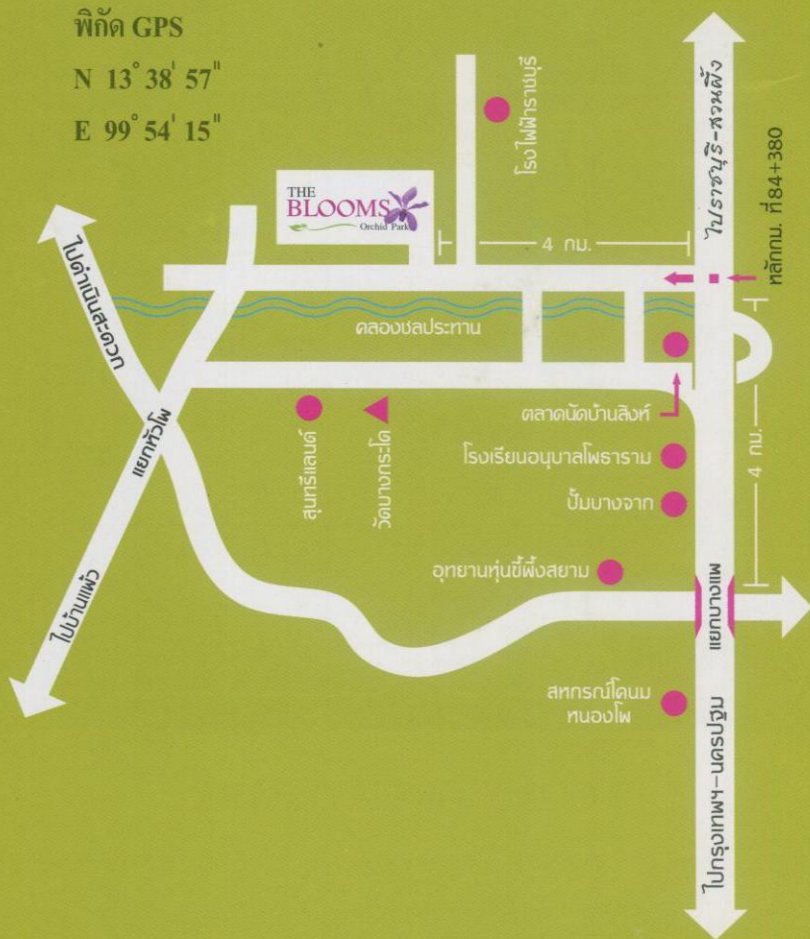 พิกัด GPS
N 13° 38' 57"
E 99° 54' 15"
โรงไฟฟ้าราชบุรี
ไปราชบุรี-สวนผึ้ง
THE
BLOOMS
Orchid Park
4 กม.
หลักกม. ที่ 84+380
ไปดำเนินสะดวก
คลองชลประทาน
แยกหัวโพ
สุนทรีแลนด์
วัดบางกระโด
ตลาดนัดบ้านสิงห์
โรงเรียนอนุบาลโพธาราม
4 กม.
ปั๊มบางจาก
อุทยานหุ่นขี้ผึ้งสยาม
แยกบางแพ
ไปบ้านแพ้ว
สหกรณ์โคนม
หนองโพ
ไปกรุงเทพฯ-นครปฐม